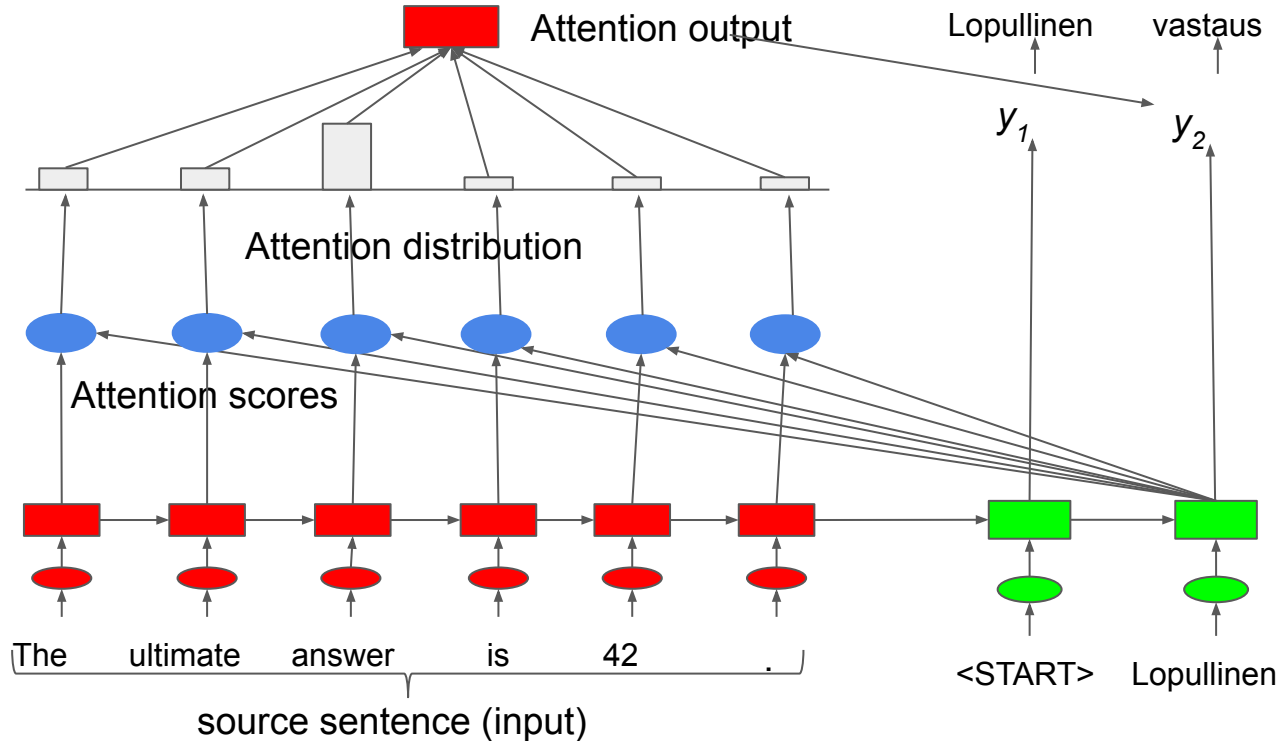 Attention output
Lopullinen vastaus
y1 y2
Attention distribution
Attention scores
The ultimate answer is 42 .
<START> Lopullinen
source sentence (input)